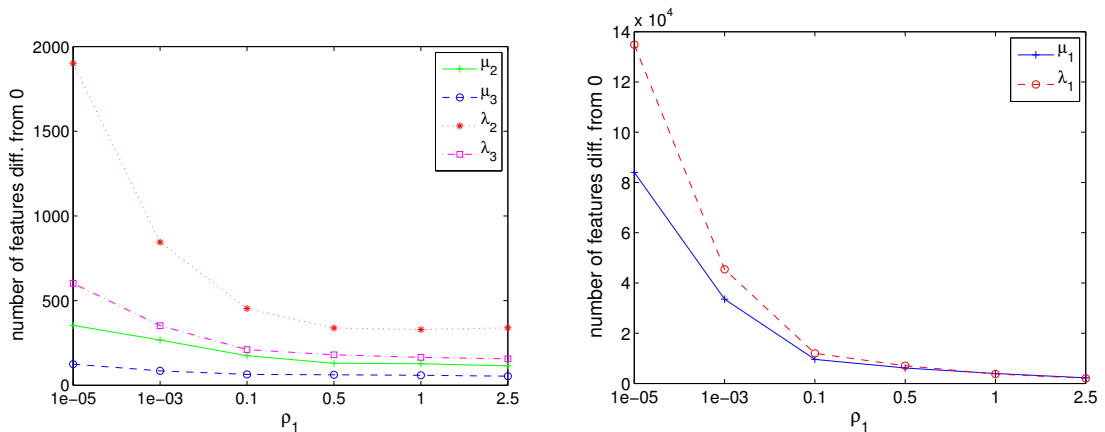 2000
1500
1000
500
0
number of features diff. from 0
1e−05 1e−03 0.1 0.5 1 2.5
ρ1
μ2
μ3
λ2
λ3
x 10^4
14
12
10
8
6
4
2
0
number of features diff. from 0
1e−05 1e−03 0.1 0.5 1 2.5
ρ1
μ1
λ1